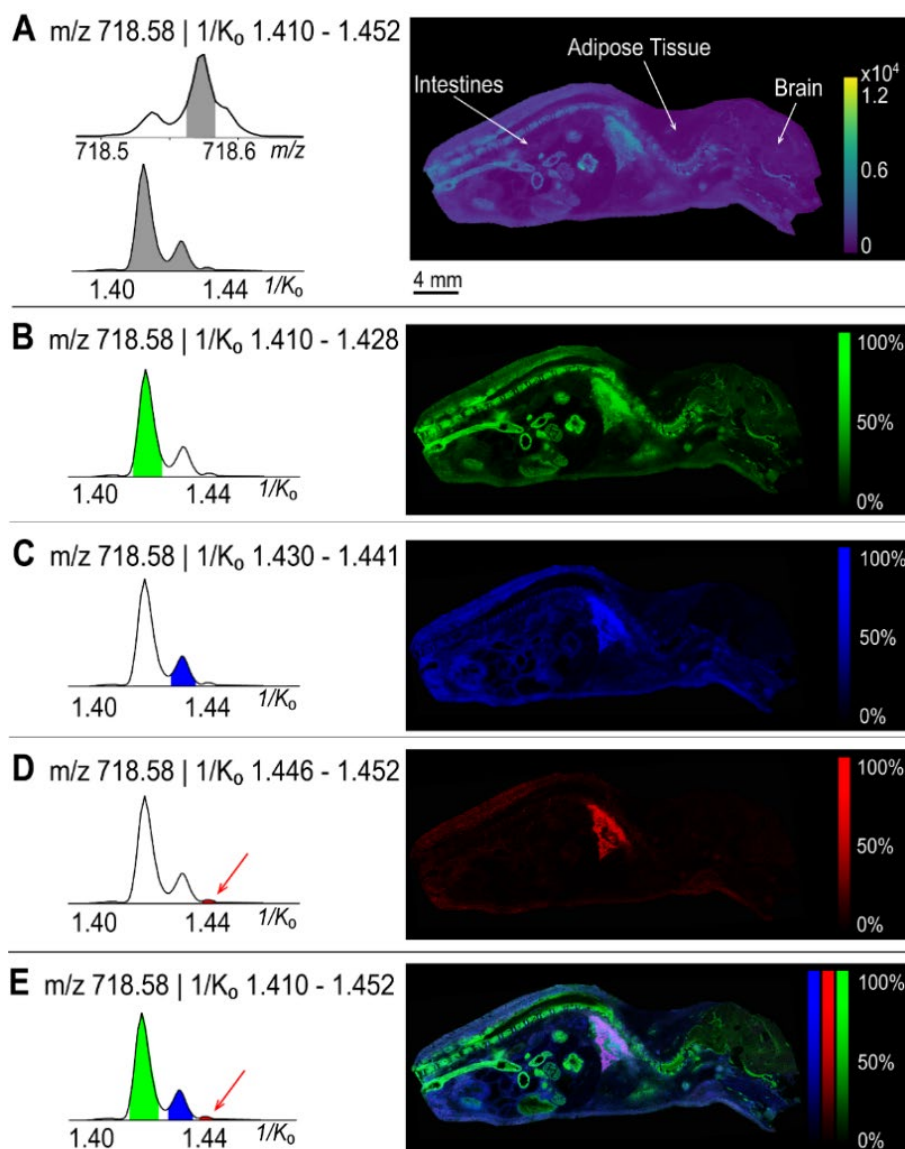 A m/z 718.58 | 1/K₀ 1.410 - 1.452
718.5 718.6 m/z
1.40 1.44 1/K₀
Intestines
Adipose Tissue
Brain
x10⁴
1.2
0.6
0
4 mm
B m/z 718.58 | 1/K₀ 1.410 - 1.428
1.40 1.44 1/K₀
100%
50%
0%
C m/z 718.58 | 1/K₀ 1.430 - 1.441
1.40 1.44 1/K₀
100%
50%
0%
D m/z 718.58 | 1/K₀ 1.446 - 1.452
1.40 1.44 1/K₀
100%
50%
0%
E m/z 718.58 | 1/K₀ 1.410 - 1.452
1.40 1.44 1/K₀
100%
50%
0%